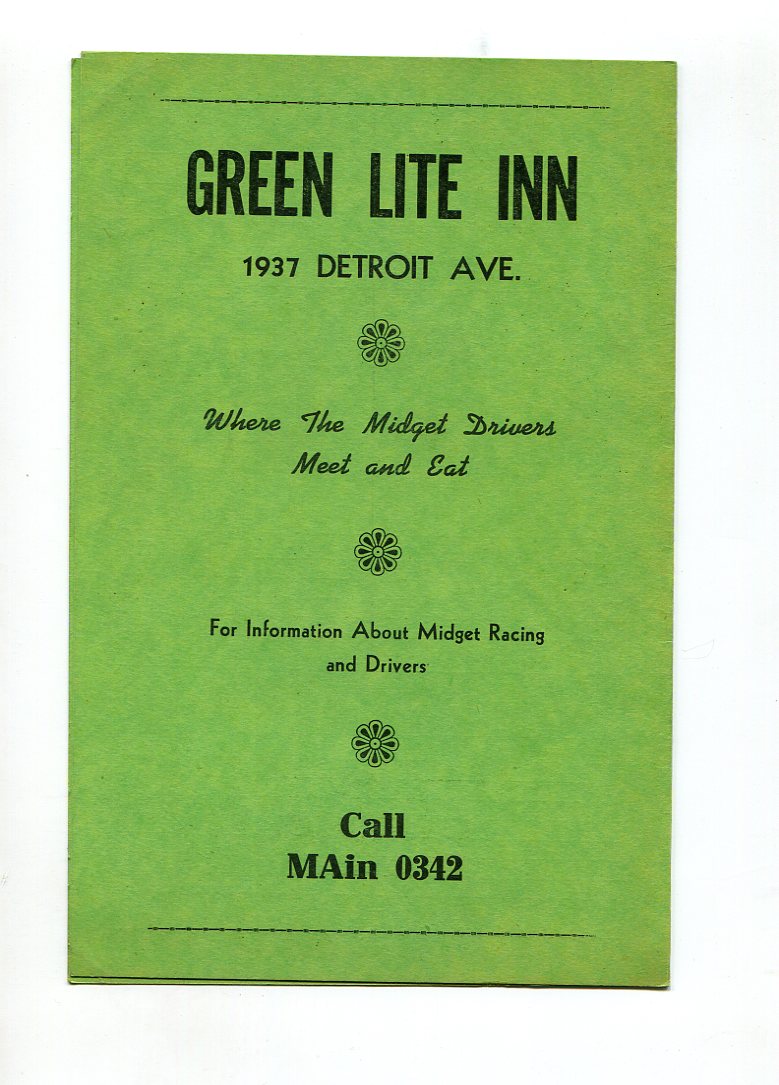 GREEN LITE INN
1937 DETROIT AVE.
Where The Midget Drivers
Meet and Eat
For Information About Midget Racing
and Drivers
Call
MAin 0342